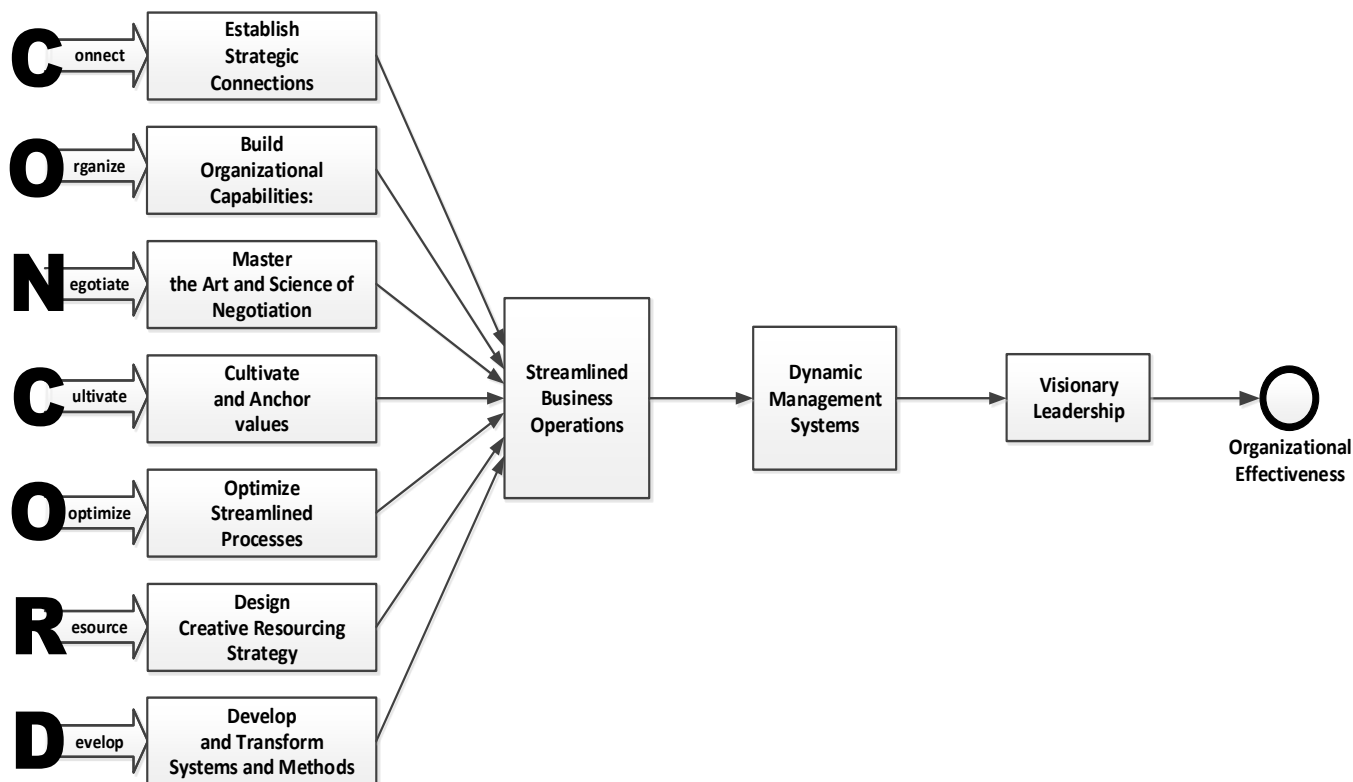 C onnect
Establish
Strategic
Connections
O rganize
Build
Organizational
Capabilities:
N egotiate
Master
the Art and Science of
Negotiation
C ultivate
Cultivate
and Anchor
values
O optimize
Optimize
Streamlined
Processes
R esource
Design
Creative Resourcing
Strategy
D evelop
Develop
and Transform
Systems and Methods
Streamlined
Business
Operations
Dynamic
Management
Systems
Visionary
Leadership
Organizational
Effectiveness